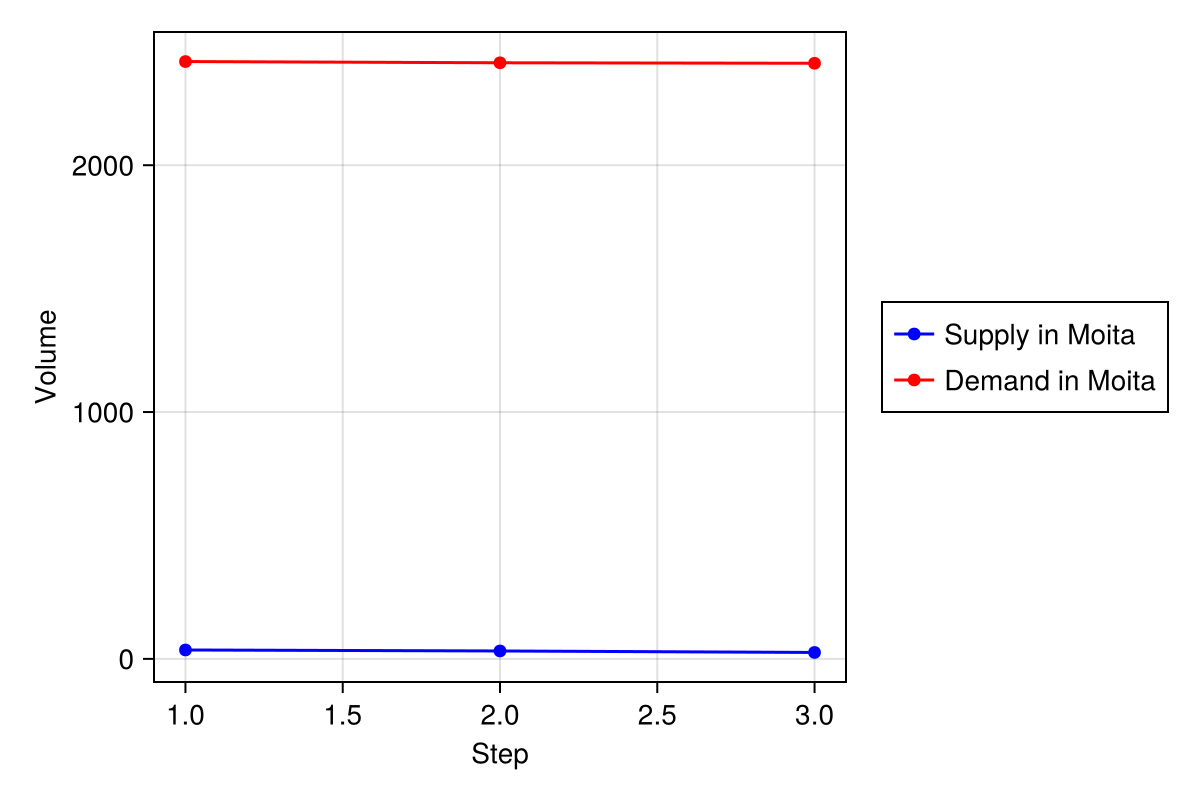 2000
1000
0
Volume
1.0 1.5 2.0 2.5 3.0
Step
Supply in Moita
Demand in Moita